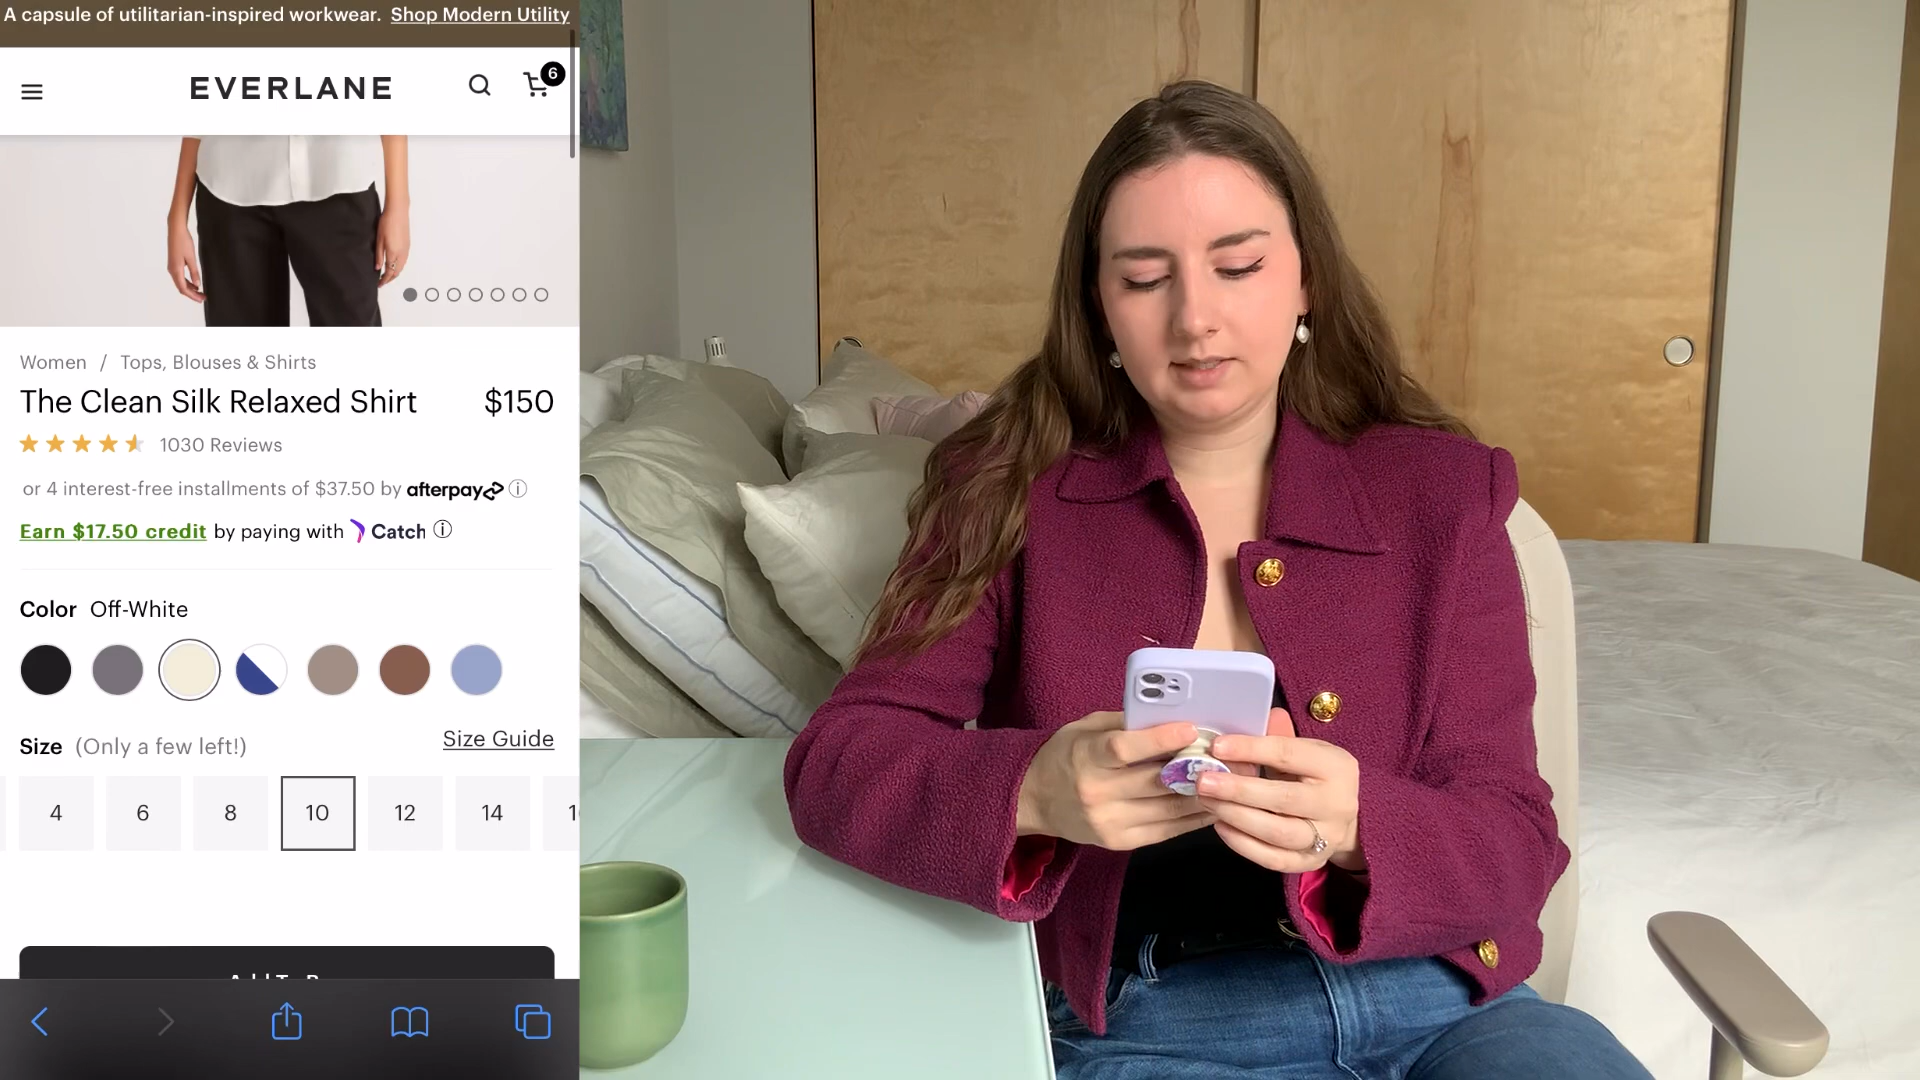 A capsule of utilitarian-inspired workwear. Shop Modern Utility
EVERLANE
6
Women / Tops, Blouses & Shirts
The Clean Silk Relaxed Shirt $150
1030 Reviews
or 4 interest-free installments of $37.50 by afterpay
Earn $17.50 credit by paying with Catch
Color Off-White
Size (Only a few left!) Size Guide
4 6 8 10 12 14